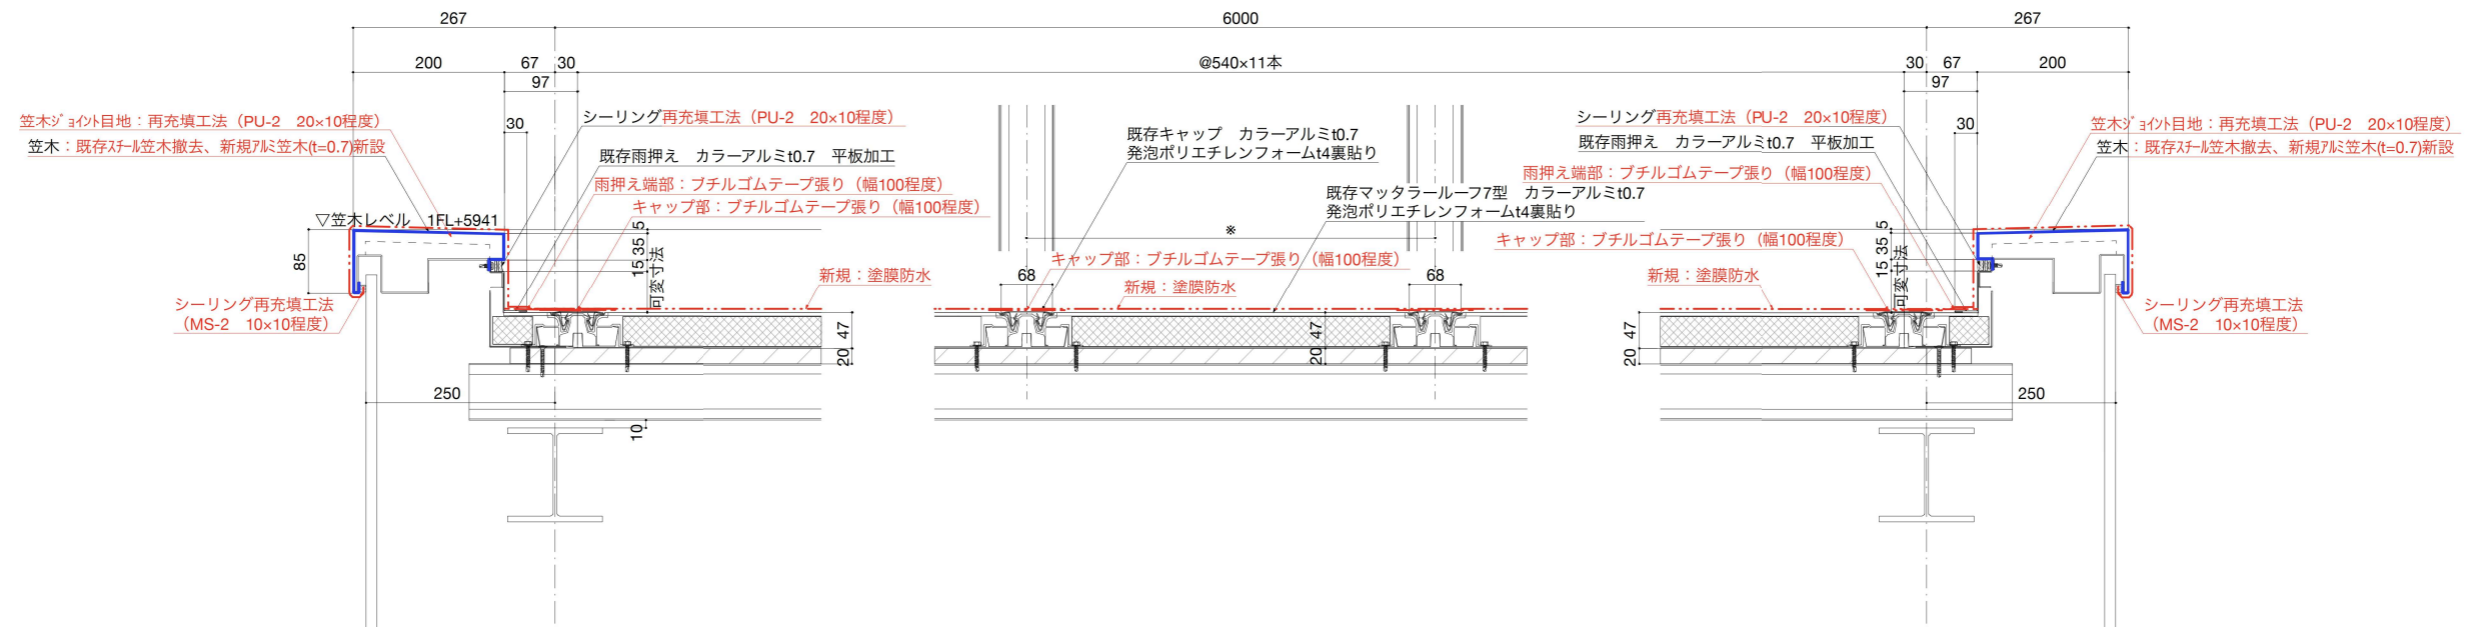 267
6000
267
200
67
30
@540×11本
30
67
200
97
97
笠木ｼﾞｮｲﾝﾄ目地：再充填工法（PU-2　20×10程度）
笠木：既存ｽﾁｰﾙ笠木撤去、新規ｱﾙﾐ笠木(t=0.7)新設
30
シーリング再充填工法（PU-2　20×10程度）
既存雨押え　カラーアルミt0.7　平板加工
雨押え端部：ブチルゴムテープ張り（幅100程度）
キャップ部：ブチルゴムテープ張り（幅100程度）
▽笠木レベル　1FL+5941
85
5
35
15
可変寸法
シーリング再充填工法
（MS-2　10×10程度）
新規：塗膜防水
47
20
250
10
既存キャップ　カラーアルミt0.7
発泡ポリエチレンフォームt4裏貼り
既存マッタラールーフ7型　カラーアルミt0.7
発泡ポリエチレンフォームt4裏貼り
※
キャップ部：ブチルゴムテープ張り（幅100程度）
68
68
新規：塗膜防水
47
20
シーリング再充填工法（PU-2　20×10程度）
既存雨押え　カラーアルミt0.7　平板加工
雨押え端部：ブチルゴムテープ張り（幅100程度）
キャップ部：ブチルゴムテープ張り（幅100程度）
新規：塗膜防水
30
笠木ｼﾞｮｲﾝﾄ目地：再充填工法（PU-2　20×10程度）
笠木：既存ｽﾁｰﾙ笠木撤去、新規ｱﾙﾐ笠木(t=0.7)新設
5
35
15
可変寸法
シーリング再充填工法
（MS-2　10×10程度）
47
20
250